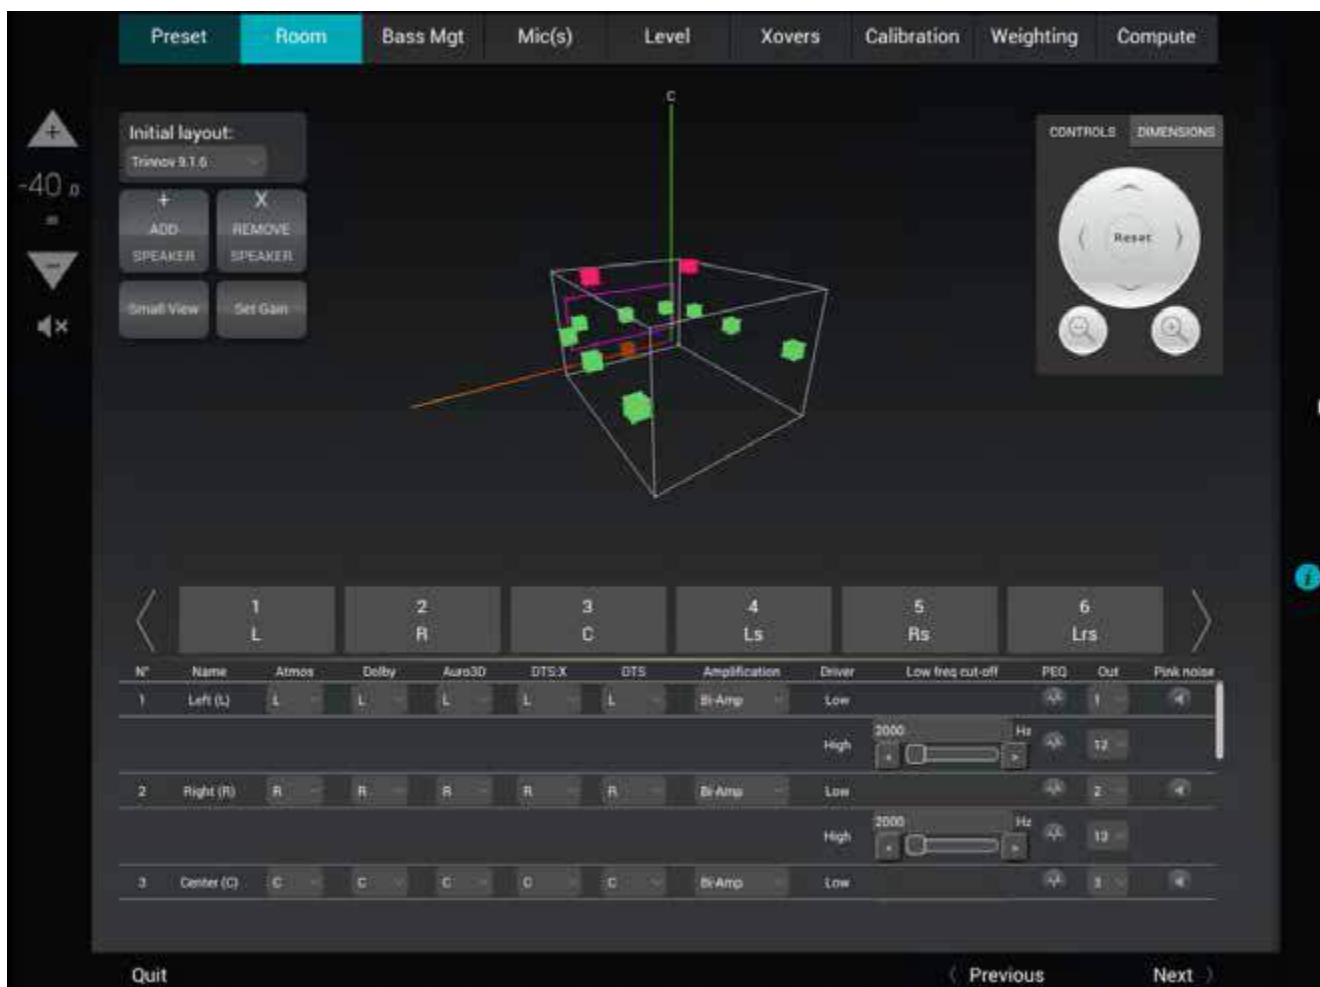 Preset Room Bass Mgt Mic(s) Level Xovers Calibration Weighting Compute
C
Initial layout:
Trinnov 9.1.6
CONTROLS DIMENSIONS
-40 .0
+ ADD SPEAKER
X REMOVE SPEAKER
Reset
Small View Set Gain
1 2 3 4 5 6
L R C Ls Rs Lrs
N° Name Atmos Dolby Auro3D DTS:X DTS Amplification Driver Low freq cut-off PEQ Out Pink noise
1 Left (L) L L L L L Bi-Amp Low 1
2000 Hz
High 12
2 Right (R) R R R R R Bi-Amp Low 2
2000 Hz
High 13
3 Center (C) C C C C C Bi-Amp Low 3
Quit Previous Next